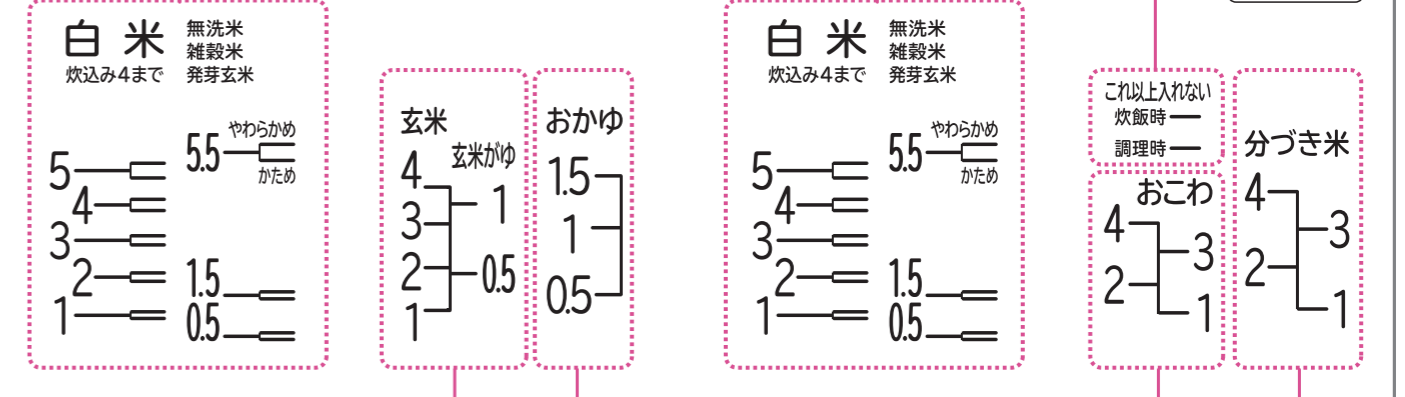 白米
炊込み4まで
無洗米
雑穀米
発芽玄米
5
4
3
2
1
やわらかめ
5.5
かため
1.5
0.5
玄米
4
3
2
1
玄米がゆ
1
0.5
おかゆ
1.5
1
0.5
白米
炊込み4まで
無洗米
雑穀米
発芽玄米
5
4
3
2
1
やわらかめ
5.5
かため
1.5
0.5
これ以上入れない
炊飯時
調理時
おこわ
4
3
2
1
分づき米
4
3
2
1